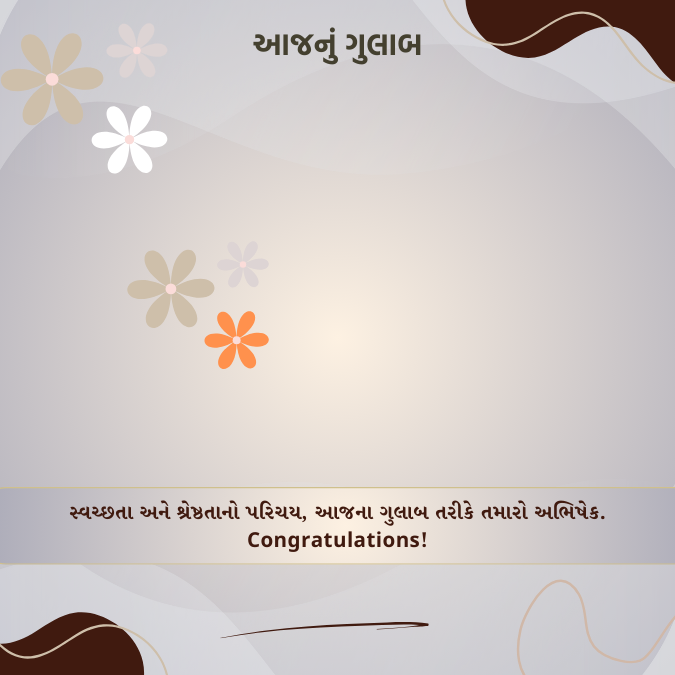 આજનું ગુલાબ
સ્વચ્છતા અને શ્રેષ્ઠતાનો પરિચય, આજના ગુલાબ તરીકે તમારો અભિષેક.
Congratulations!